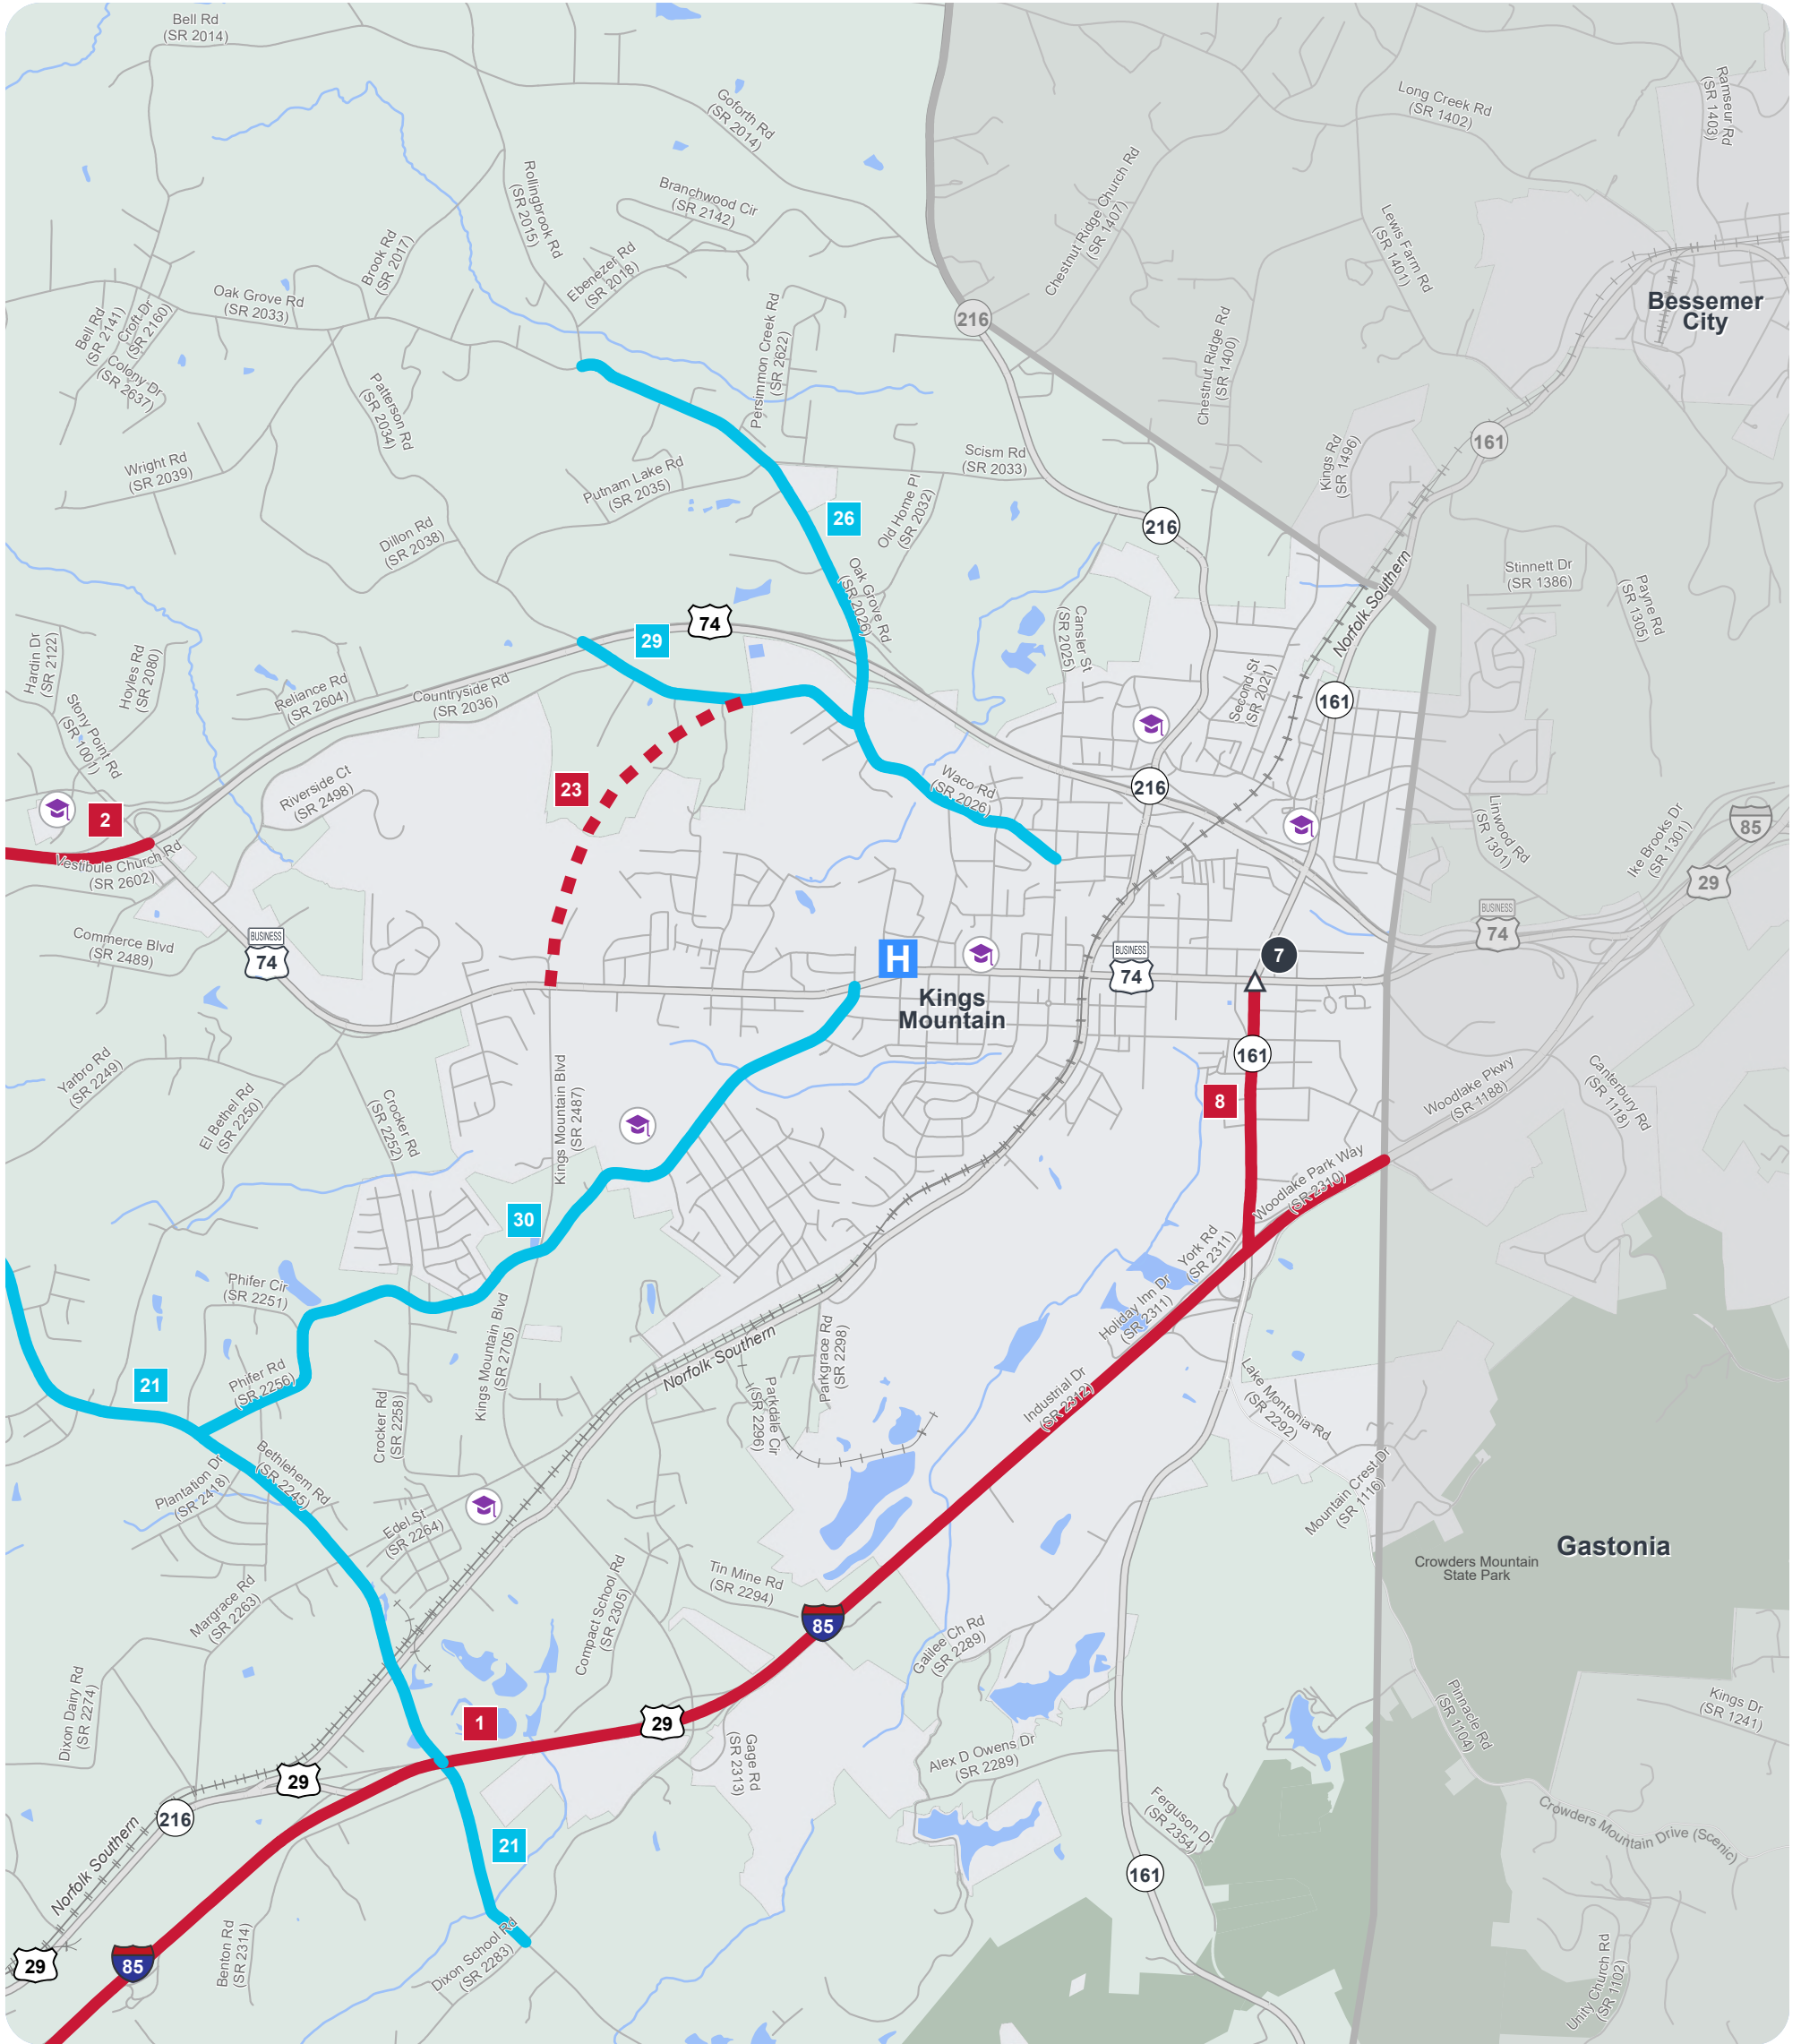 Bell Rd
(SR 2014)
Goforth Rd
(SR 2014)
Long Creek Rd
(SR 1402)
Ramseur Rd
(SR 1403)
Rollingbrook Rd
(SR 2015)
Branchwood Cir
(SR 2142)
Chestnut Ridge Church Rd
(SR 1407)
Lewis Farm Rd
(SR 1401)
Brook Rd
(SR 2017)
Ebenezer Rd
(SR 2018)
Oak Grove Rd
(SR 2033)
Bell Rd
(SR 2141)
Croft Dr
(SR 2160)
Colony Dr
(SR 2637)
Bessemer
City
216
Persimmon Creek Rd
(SR 2622)
Chestnut Ridge Rd
(SR 1400)
Patterson Rd
(SR 2034)
161
Kings Rd
(SR 1496)
Wright Rd
(SR 2039)
Putnam Lake Rd
(SR 2035)
Scism Rd
(SR 2033)
Old Home Pl
(SR 2032)
26
216
Dillon Rd
(SR 2038)
Oak Grove Rd
(SR 2026)
Norfolk Southern
Stinnett Dr
(SR 1386)
Payne Rd
(SR 1305)
Cansler St
(SR 2025)
74
29
Hardin Dr
(SR 2122)
Hoyles Rd
(SR 2080)
Reliance Rd
(SR 2604)
Countryside Rd
(SR 2036)
Second St
(SR 2021)
161
Stony Point Rd
(SR 1001)
Riverside Ct
(SR 2498)
23
Waco Rd
(SR 2026)
216
2
Vestibule Church Rd
(SR 2602)
Linwood Rd
(SR 1301)
Ike Brooks Dr
(SR 1301)
85
29
Commerce Blvd
(SR 2489)
BUSINESS
74
H
BUSINESS
74
7
BUSINESS
74
Kings
Mountain
161
8
Yarbro Rd
(SR 2249)
El Bethel Rd
(SR 2250)
Crocker Rd
(SR 2252)
Kings Mountain Blvd
(SR 2487)
Woodlake Pkwy
(SR 1188)
Canterbury Rd
(SR 1118)
Woodlake Park Way
(SR 2310)
30
York Rd
(SR 2311)
Holiday Inn Dr
(SR 2311)
Phifer Cir
(SR 2251)
Kings Mountain Blvd
(SR 2705)
Norfolk Southern
Parkgrace Rd
(SR 2298)
21
Phifer Rd
(SR 2256)
Crocker Rd
(SR 2258)
Parkdale Cir
(SR 2296)
Industrial Dr
(SR 2312)
Lake Montonia Rd
(SR 2292)
Plantation Dr
(SR 2418)
Bethlehem Rd
(SR 2245)
Mountain Crest Dr
(SR 1116)
Edel St
(SR 2264)
Gastonia
Crowders Mountain
State Park
Margrace Rd
(SR 2263)
Compact School Rd
(SR 2305)
Tin Mine Rd
(SR 2294)
85
Galilee Ch Rd
(SR 2289)
Dixon Dairy Rd
(SR 2274)
1
29
Gage Rd
(SR 2313)
Alex D Owens Dr
(SR 2289)
Pinnacle Rd
(SR 1104)
Kings Dr
(SR 1241)
29
216
21
Ferguson Dr
(SR 2354)
Crowders Mountain Drive (Scenic)
Norfolk Southern
161
Dixon School Rd
(SR 2283)
Benton Rd
(SR 2314)
29
85
Unity Church Rd
(SR 1102)